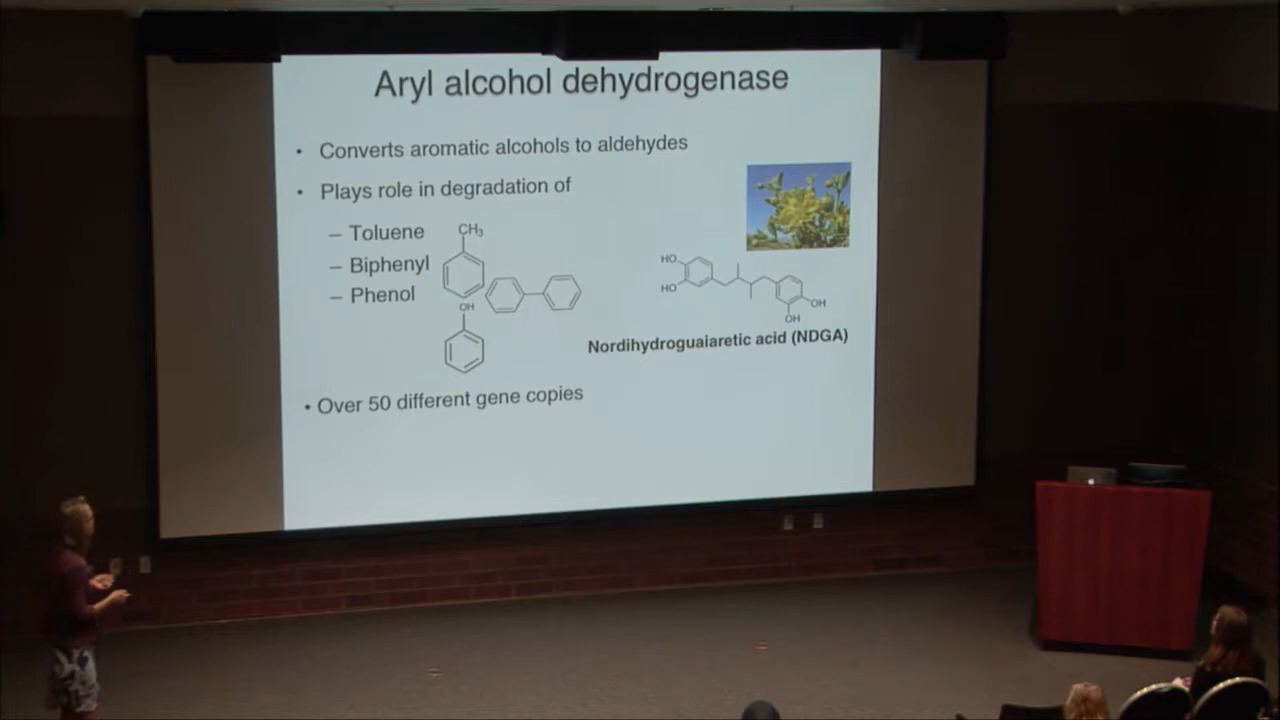 Aryl alcohol dehydrogenase
• Converts aromatic alcohols to aldehydes
• Plays role in degradation of
– Toluene
CH₃
– Biphenyl
– Phenol
OH
HO
HO
OH
OH
Nordihydroguaiaretic acid (NDGA)
• Over 50 different gene copies